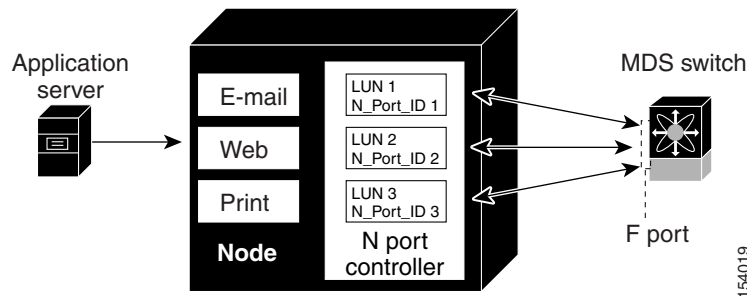 Application
server
E-mail
Web
Print
Node
LUN 1
N_Port_ID 1
LUN 2
N_Port_ID 2
LUN 3
N_Port_ID 3
N port
controller
MDS switch
F port
154019